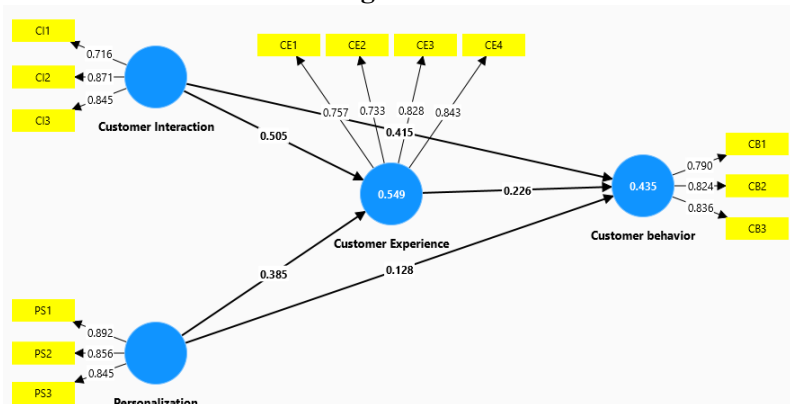 CI1
CI2
CI3
0.716
0.871
0.845
Customer Interaction
CE1
CE2
CE3
CE4
0.757
0.733
0.828
0.843
0.505
0.415
0.549
Customer Experience
0.226
0.435
Customer behavior
0.790
0.824
0.836
CB1
CB2
CB3
0.385
0.128
PS1
PS2
PS3
0.892
0.856
0.845
Personalization